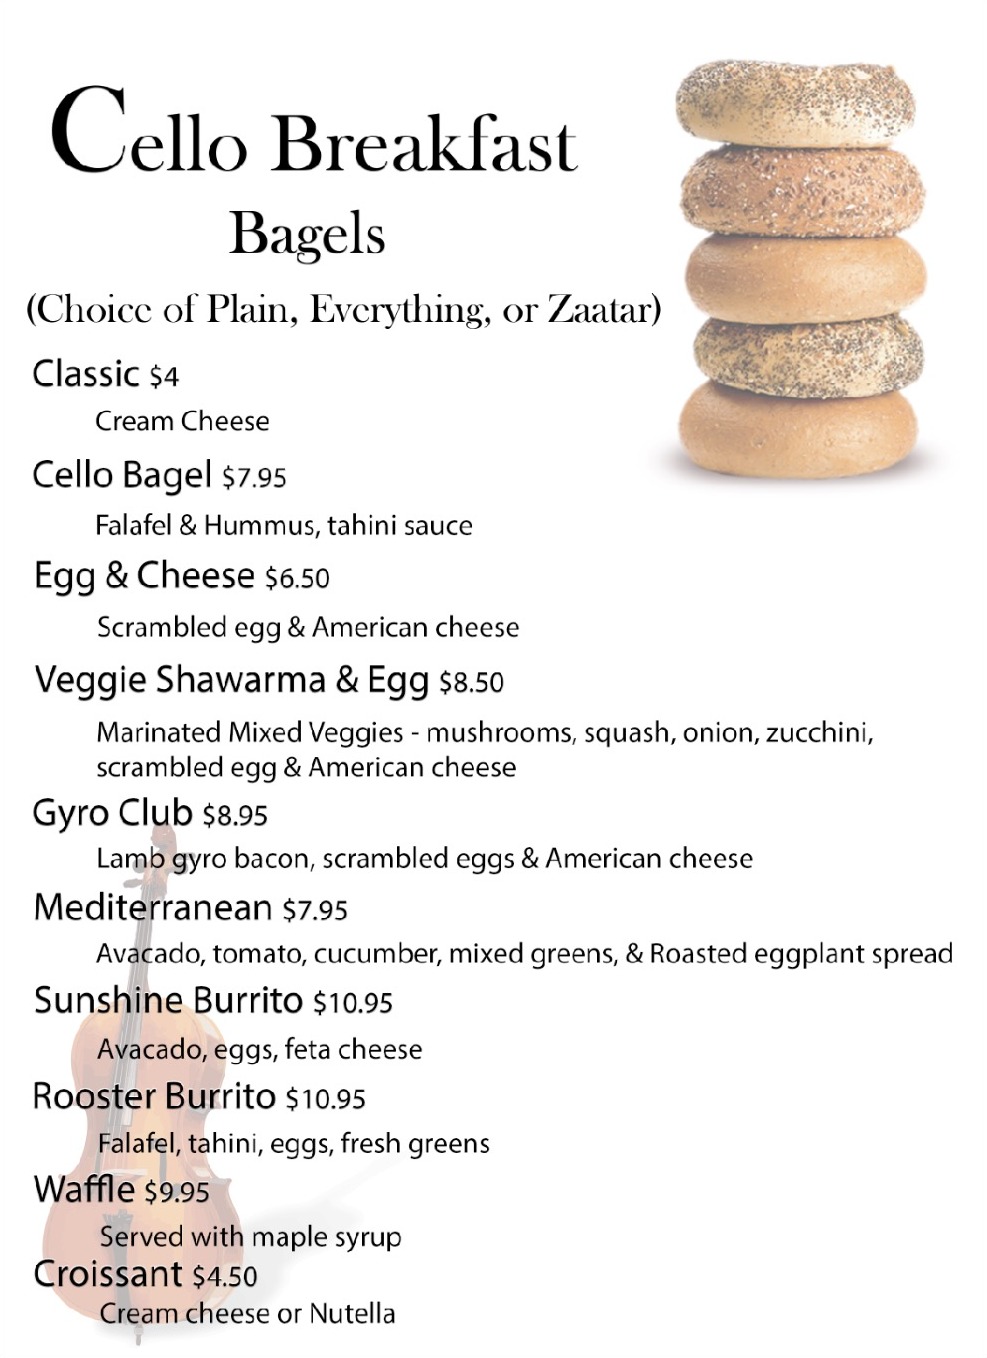 Cello Breakfast
Bagels
(Choice of Plain, Everything, or Zaatar)
Classic $4
Cream Cheese
Cello Bagel $7.95
Falafel & Hummus, tahini sauce
Egg & Cheese $6.50
Scrambled egg & American cheese
Veggie Shawarma & Egg $8.50
Marinated Mixed Veggies - mushrooms, squash, onion, zucchini,
scrambled egg & American cheese
Gyro Club $8.95
Lamb gyro bacon, scrambled eggs & American cheese
Mediterranean $7.95
Avacado, tomato, cucumber, mixed greens, & Roasted eggplant spread
Sunshine Burrito $10.95
Avacado, eggs, feta cheese
Rooster Burrito $10.95
Falafel, tahini, eggs, fresh greens
Waffle $9.95
Served with maple syrup
Croissant $4.50
Cream cheese or Nutella